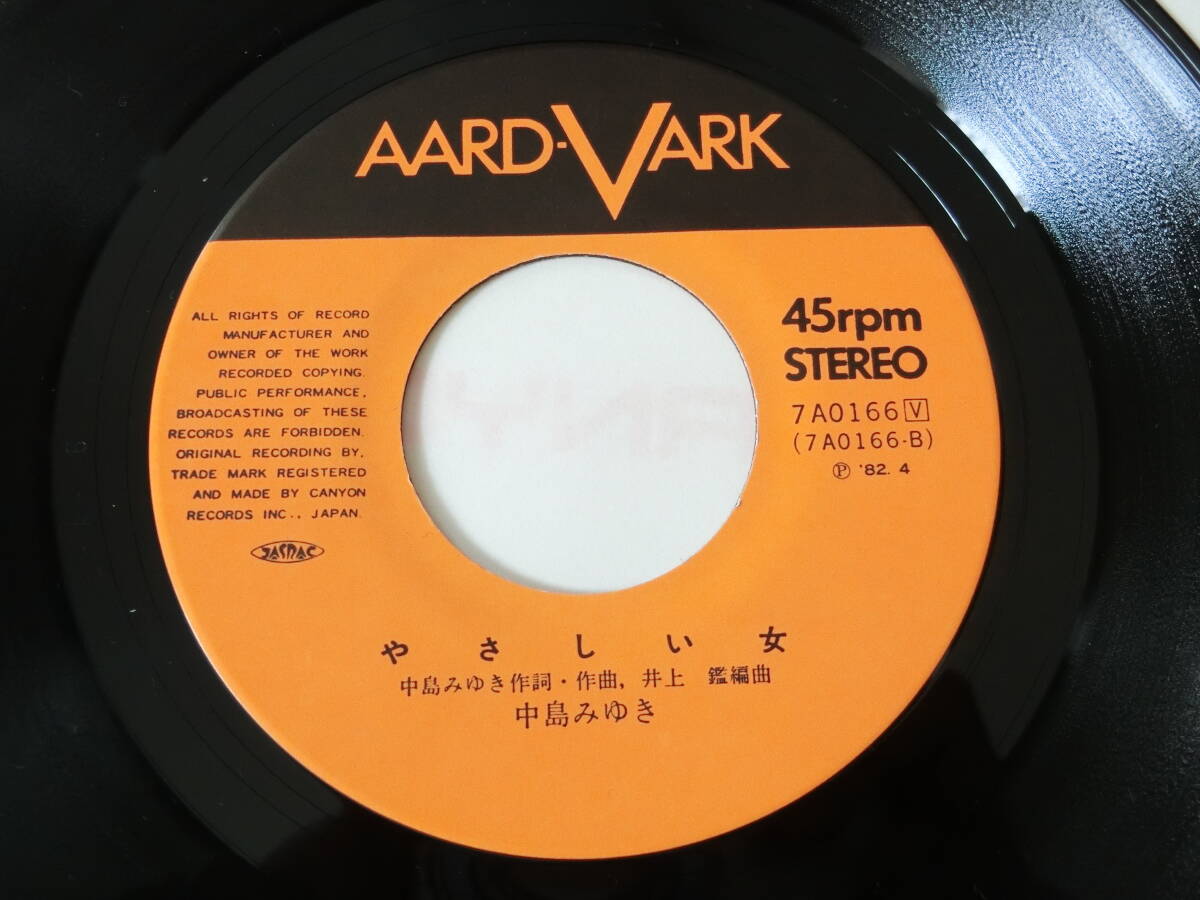 AARD-VARK
ALL RIGHTS OF RECORD
MANUFACTURER AND
OWNER OF THE WORK
RECORDED COPYING.
PUBLIC PERFORMANCE,
BROADCASTING OF THESE
RECORDS ARE FORBIDDEN.
ORIGINAL RECORDING BY,
TRADE MARK REGISTERED
AND MADE BY CANYON
RECORDS INC., JAPAN.
JASRAC
45rpm
STEREO
7A0166 V
(7A0166-B)
Ⓟ '82. 4
やさしい女
中島みゆき作詞・作曲, 井上 鑑編曲
中島みゆき